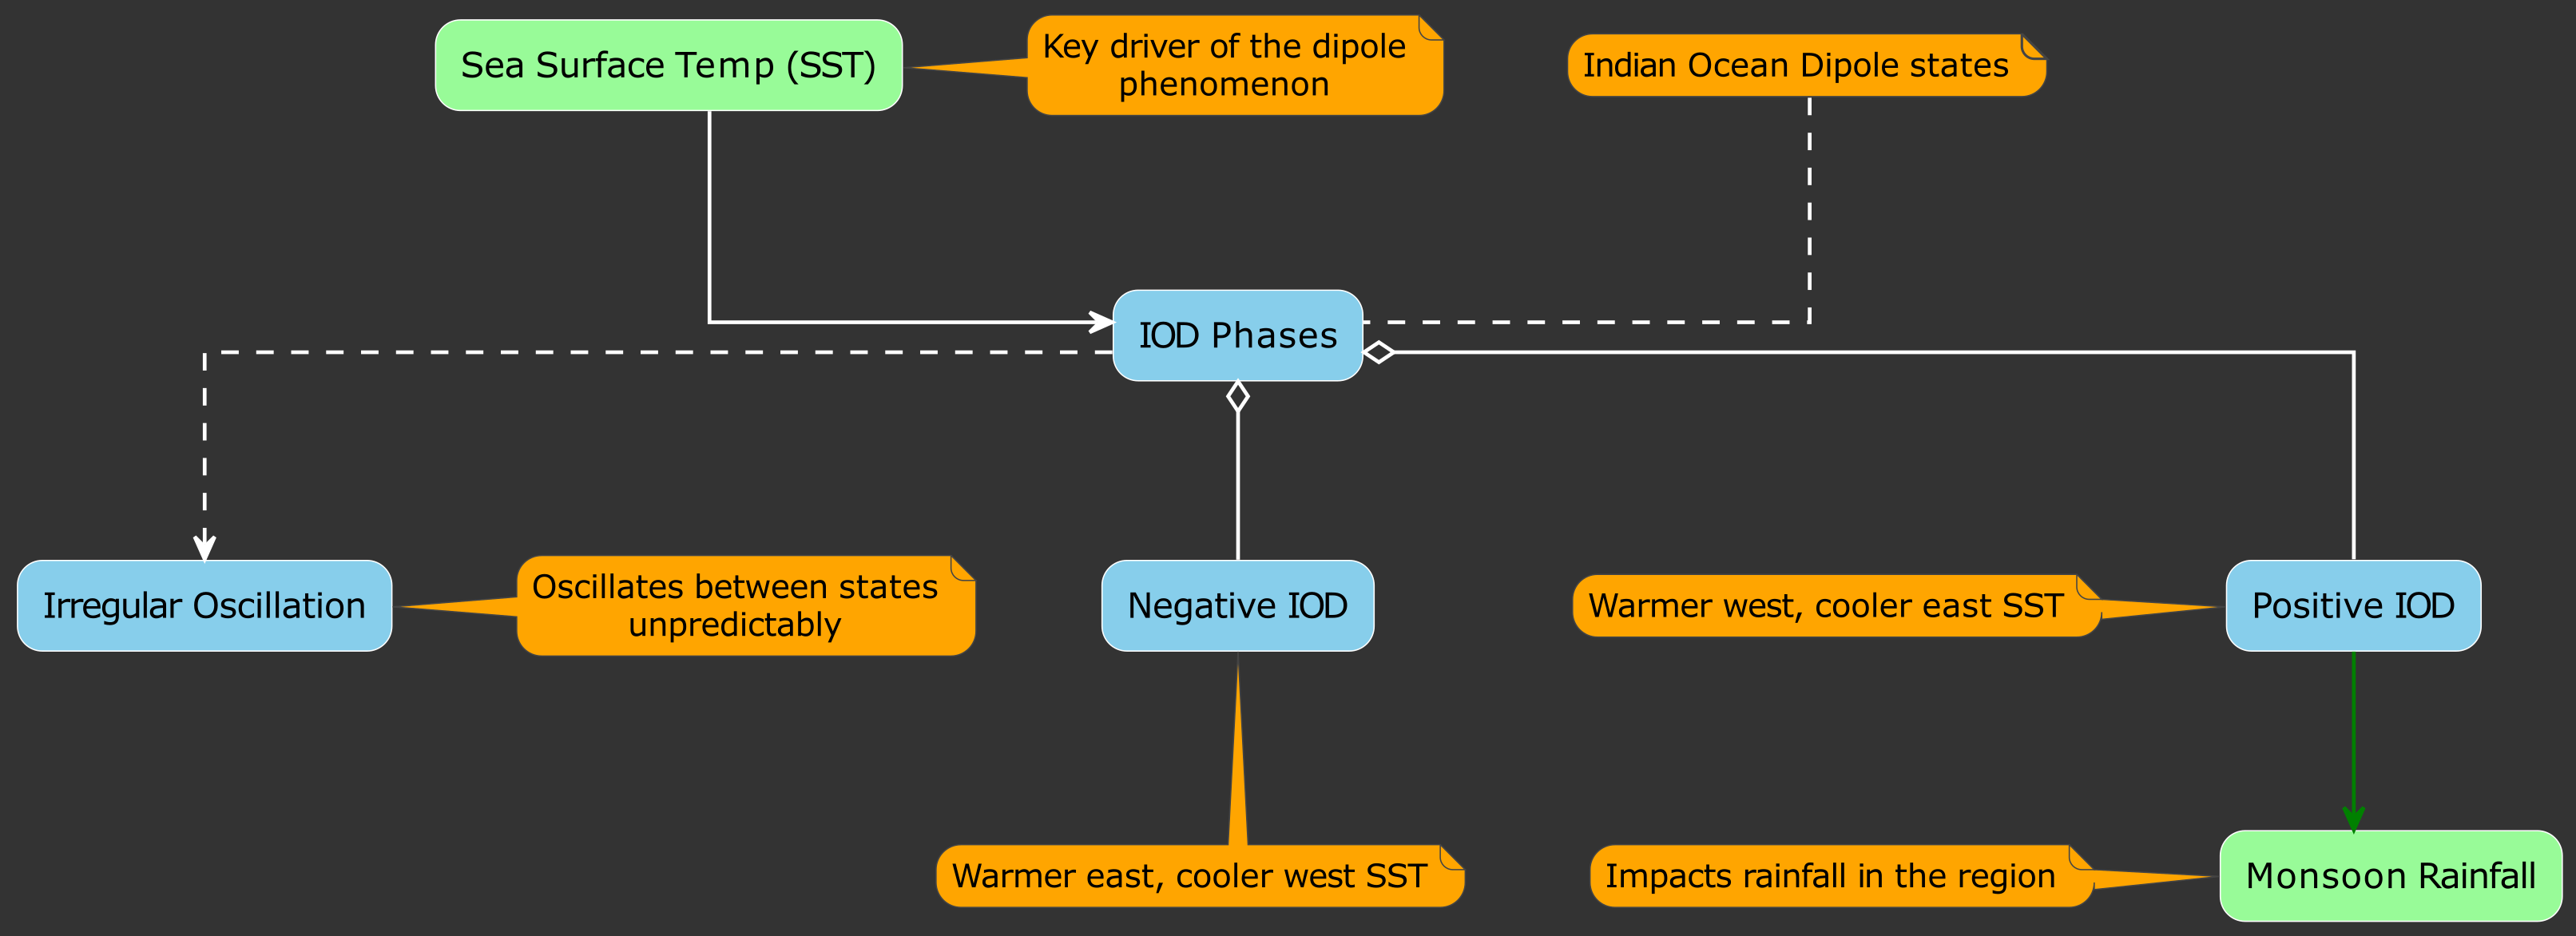 Sea Surface Temp (SST)
Key driver of the dipole
phenomenon
Indian Ocean Dipole states
IOD Phases
Irregular Oscillation
Oscillates between states
unpredictably
Negative IOD
Warmer west, cooler east SST
Positive IOD
Warmer east, cooler west SST
Impacts rainfall in the region
Monsoon Rainfall